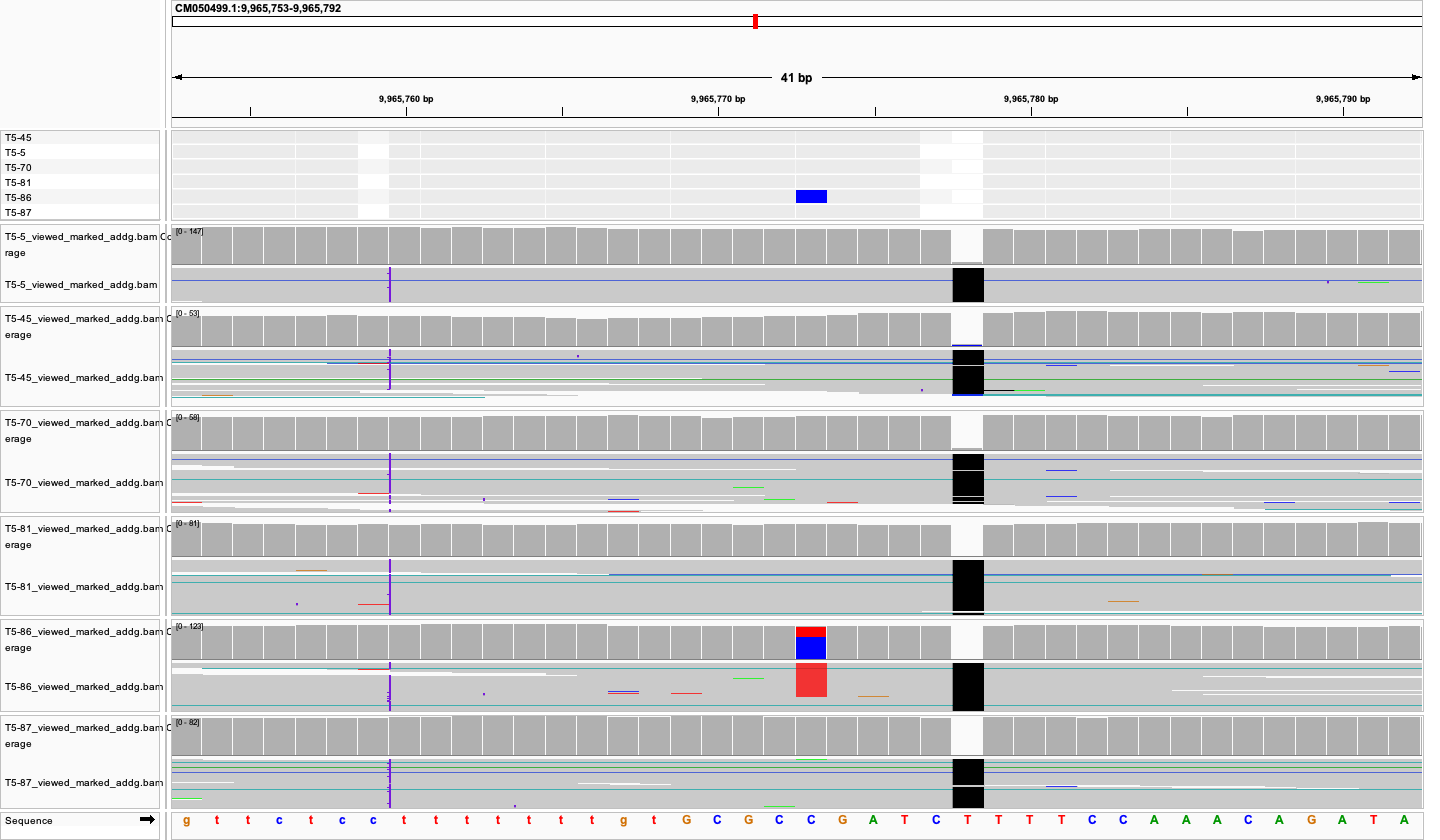 CM050499.1:9,965,753-9,965,792
41 bp
9,965,760 bp 9,965,770 bp 9,965,780 bp 9,965,790 bp
T5-45
T5-5
T5-70
T5-81
T5-86
T5-87
T5-5_viewed_marked_addg.bam Co
rage
[0 - 147]
T5-5_viewed_marked_addg.bam
T5-45_viewed_marked_addg.bam C
erage
[0 - 53]
T5-45_viewed_marked_addg.bam
T5-70_viewed_marked_addg.bam C
erage
[0 - 58]
T5-70_viewed_marked_addg.bam
T5-81_viewed_marked_addg.bam C
erage
[0 - 81]
T5-81_viewed_marked_addg.bam
T5-86_viewed_marked_addg.bam C
erage
[0 - 123]
T5-86_viewed_marked_addg.bam
T5-87_viewed_marked_addg.bam C
erage
[0 - 82]
T5-87_viewed_marked_addg.bam
Sequence g t t c t c c t t t t t t t g t G C G C C G A T C T T T T C C A A A C A G A T A